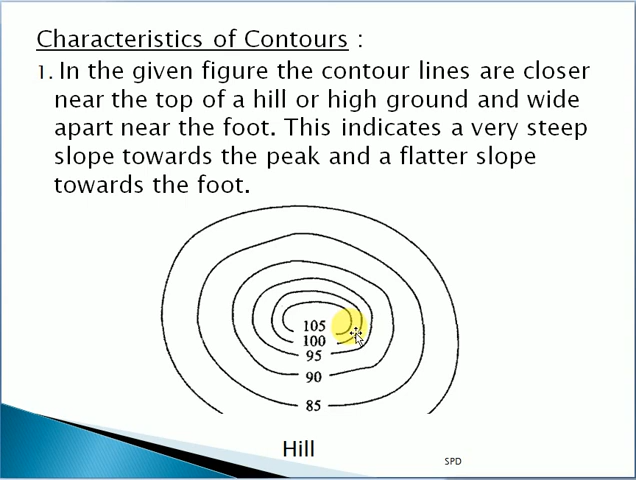 Characteristics of Contours :
1. In the given figure the contour lines are closer
near the top of a hill or high ground and wide
apart near the foot. This indicates a very steep
slope towards the peak and a flatter slope
towards the foot.
105
100
95
90
85
Hill
SPD